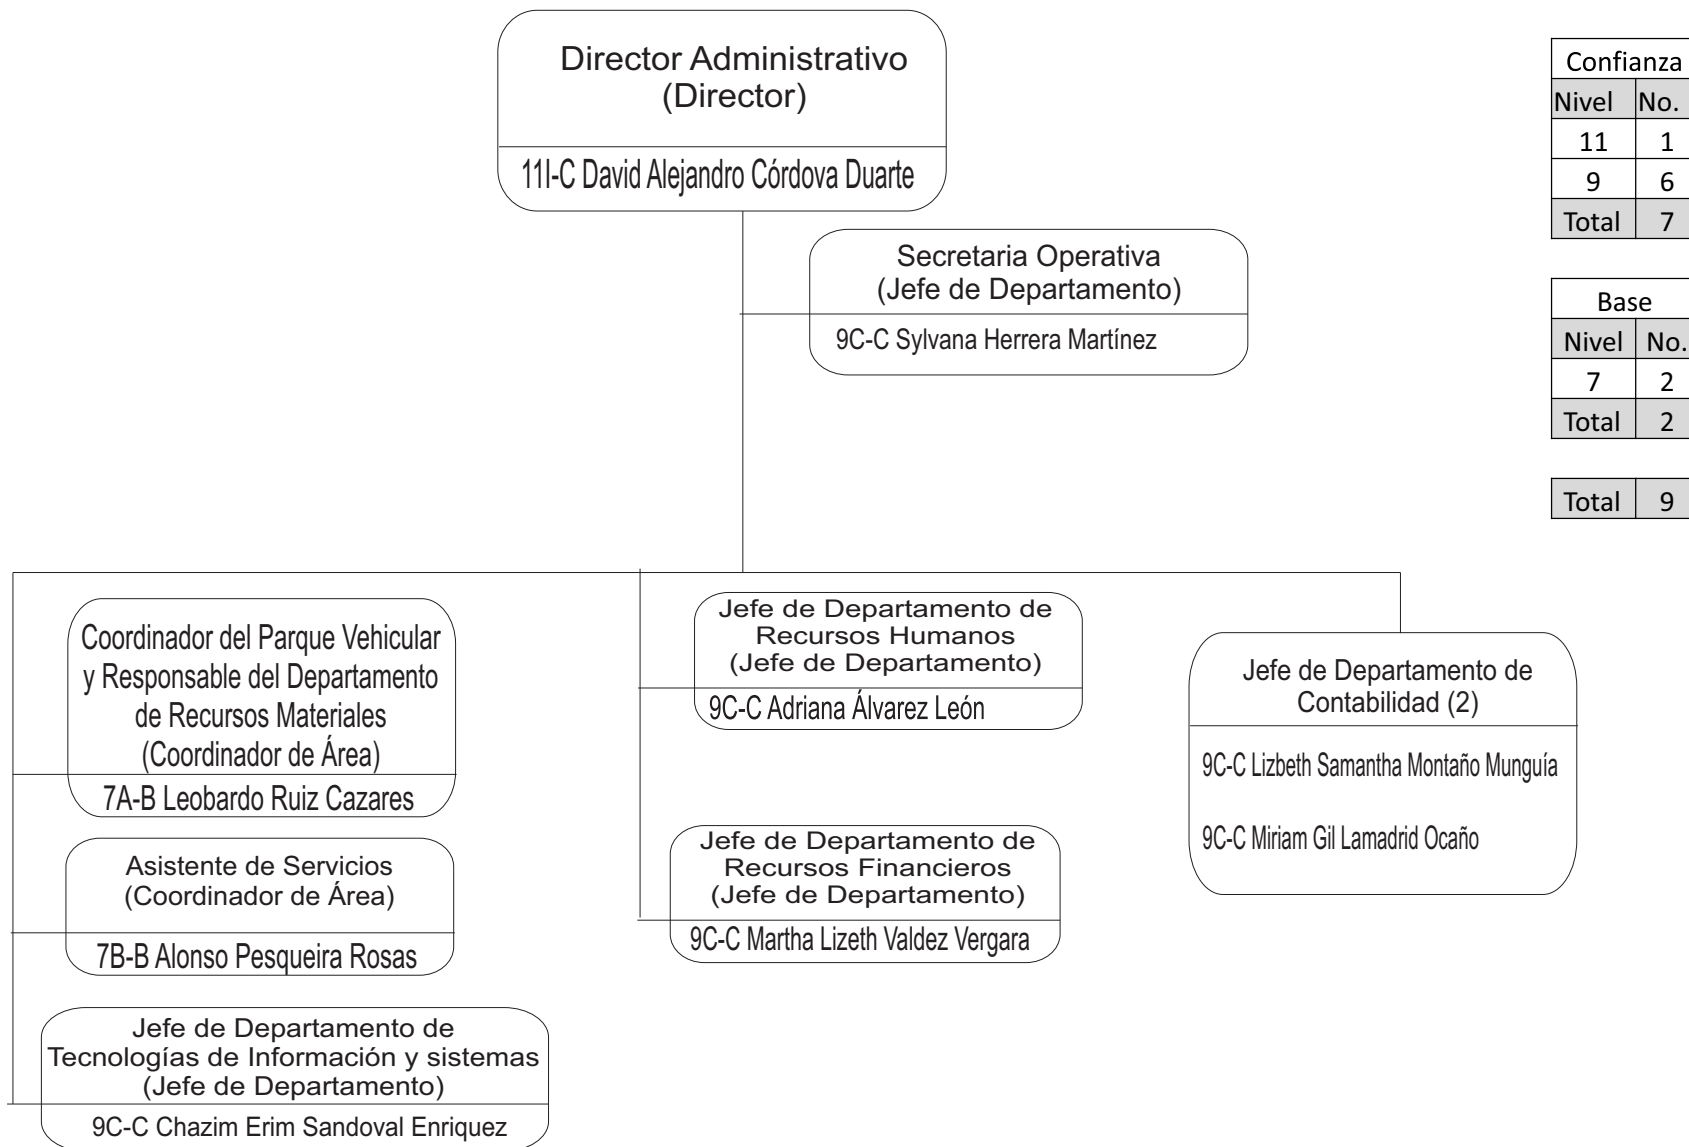 Director Administrativo
(Director)
11I-C David Alejandro Córdova Duarte
Secretaria Operativa
(Jefe de Departamento)
9C-C Sylvana Herrera Martínez
Confianza
Nivel No.
11 1
9 6
Total 7
Base
Nivel No.
7 2
Total 2
Total 9
Coordinador del Parque Vehicular
y Responsable del Departamento
de Recursos Materiales
(Coordinador de Área)
7A-B Leobardo Ruiz Cazares
Asistente de Servicios
(Coordinador de Área)
7B-B Alonso Pesqueira Rosas
Jefe de Departamento de
Tecnologías de Información y sistemas
(Jefe de Departamento)
9C-C Chazim Erim Sandoval Enriquez
Jefe de Departamento de
Recursos Humanos
(Jefe de Departamento)
9C-C Adriana Álvarez León
Jefe de Departamento de
Recursos Financieros
(Jefe de Departamento)
9C-C Martha Lizeth Valdez Vergara
Jefe de Departamento de
Contabilidad (2)
9C-C Lizbeth Samantha Montaño Munguía
9C-C Miriam Gil Lamadrid Ocaño